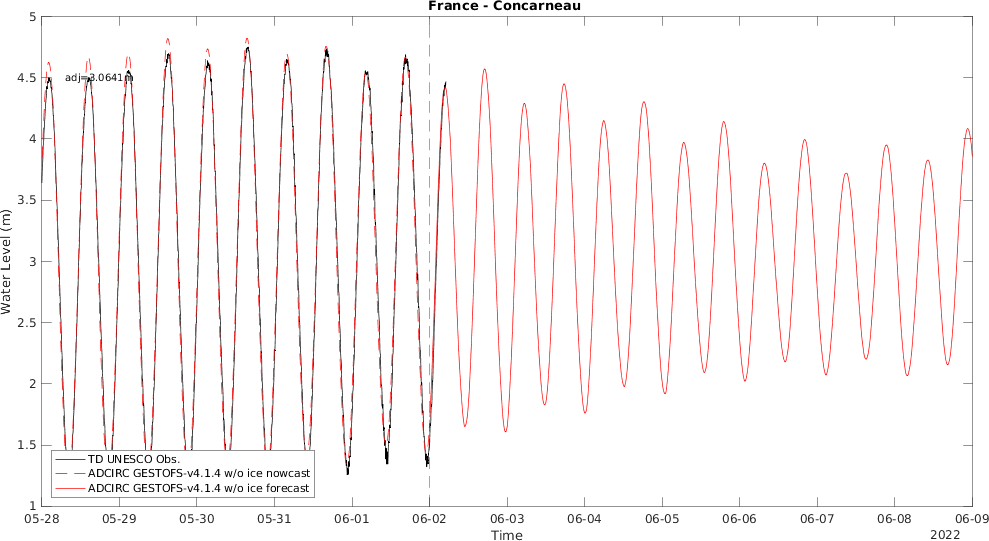 France - Concarneau
Water Level (m)
5
4.5
4
3.5
3
2.5
2
1.5
1
adj=3.0641m
TD UNESCO Obs.
ADCIRC GESTOFS-v4.1.4 w/o ice nowcast
ADCIRC GESTOFS-v4.1.4 w/o ice forecast
05-28 05-29 05-30 05-31 06-01 06-02 06-03 06-04 06-05 06-06 06-07 06-08 06-09
Time
2022